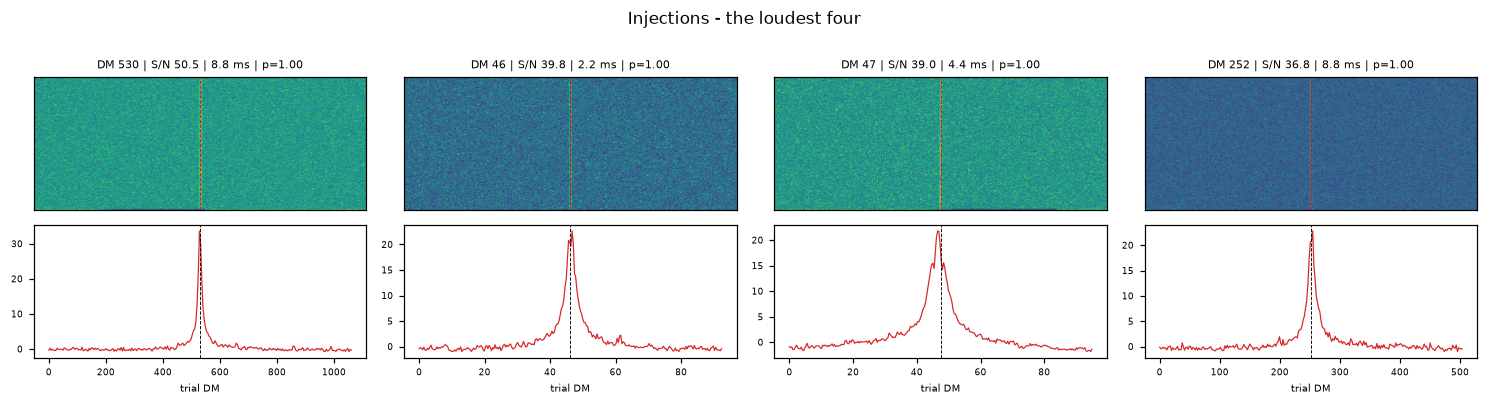 Injections - the loudest four
DM 530 | S/N 50.5 | 8.8 ms | p=1.00
DM 46 | S/N 39.8 | 2.2 ms | p=1.00
DM 47 | S/N 39.0 | 4.4 ms | p=1.00
DM 252 | S/N 36.8 | 8.8 ms | p=1.00
30
20
10
0
0 200 400 600 800 1000
trial DM
20
15
10
5
0
0 20 40 60 80
trial DM
20
15
10
5
0
0 20 40 60 80
trial DM
20
15
10
5
0
0 100 200 300 400 500
trial DM